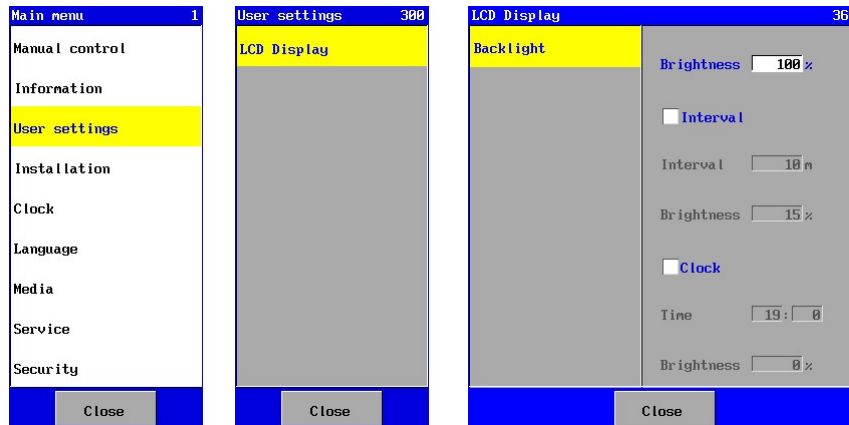 Main menu 1
Manual control
Information
User settings
Installation
Clock
Language
Media
Service
Security
Close
User settings 300
LCD Display
Close
LCD Display 36
Backlight
Brightness 100 %
Interval
Interval 10 m
Brightness 15 %
Clock
Time 19 : 0
Brightness 0 %
Close